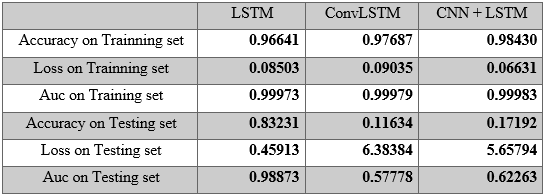 LSTM ConvLSTM CNN + LSTM
Accuracy on Trainning set 0.96641 0.97687 0.98430
Loss on Trainning set 0.08503 0.09035 0.06631
Auc on Training set 0.99973 0.99979 0.99983
Accuracy on Testing set 0.83231 0.11634 0.17192
Loss on Testing set 0.45913 6.38384 5.65794
Auc on Testing set 0.98873 0.57778 0.62263